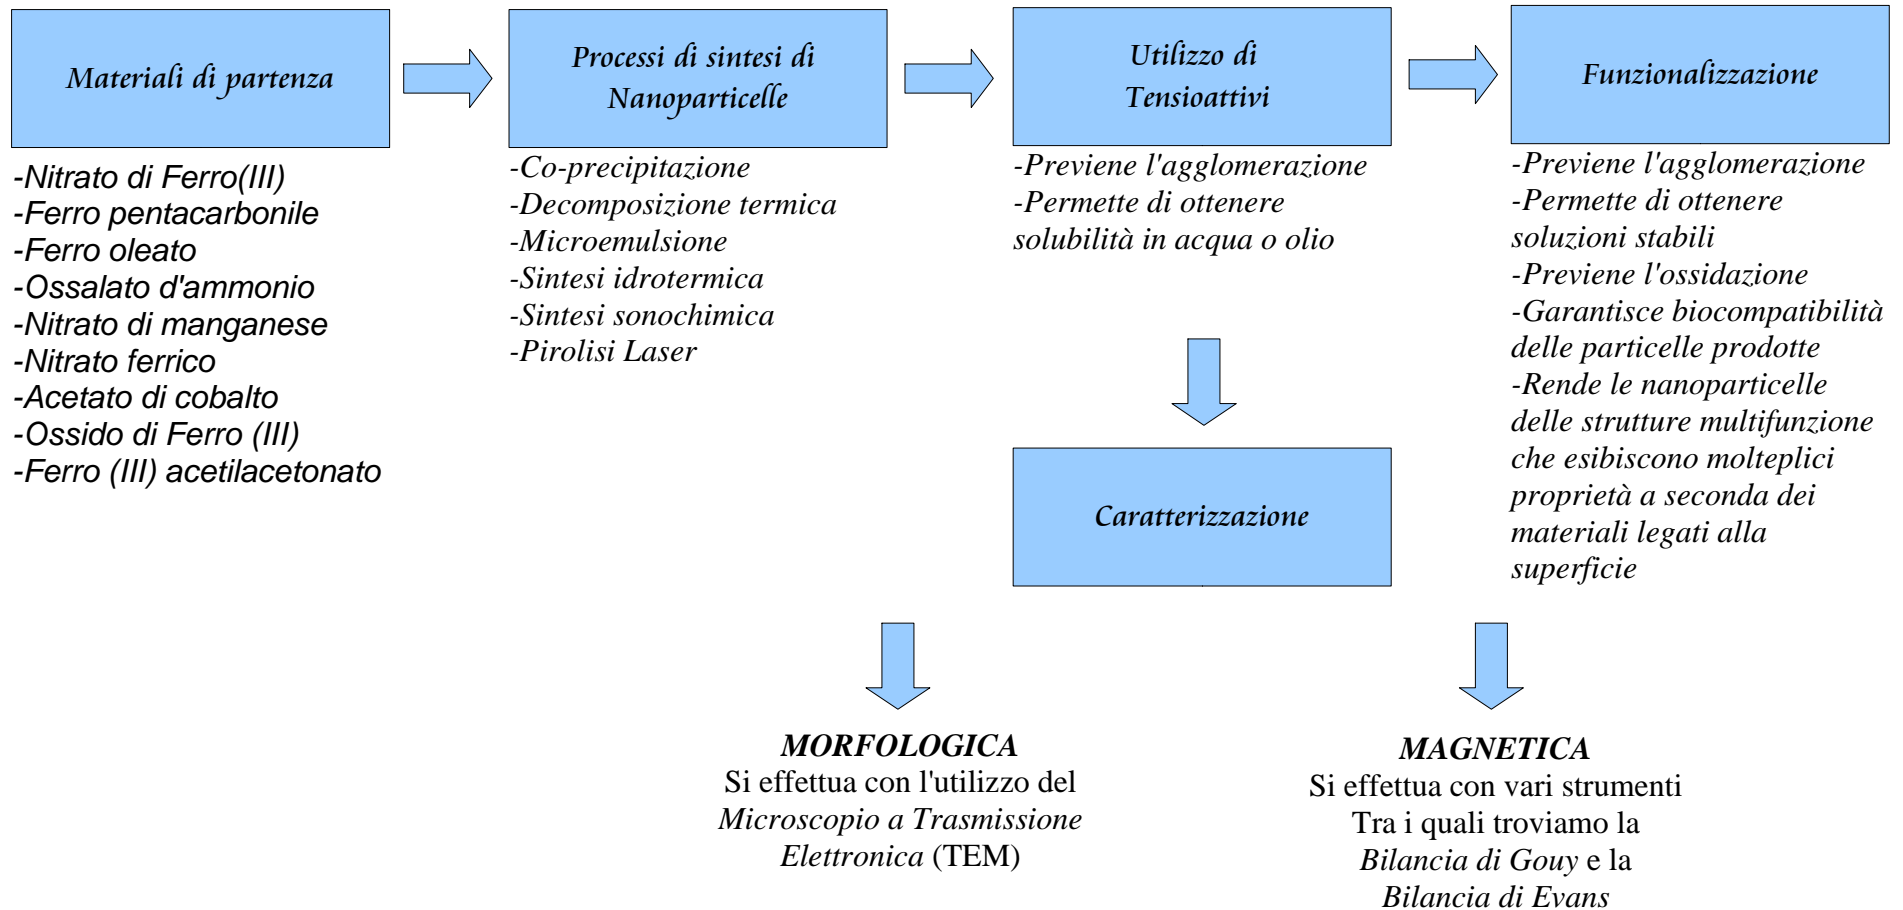 Materiali di partenza
-Nitrato di Ferro(III)
-Ferro pentacarbonile
-Ferro oleato
-Ossalato d'ammonio
-Nitrato di manganese
-Nitrato ferrico
-Acetato di cobalto
-Ossido di Ferro (III)
-Ferro (III) acetilacetonato
Processi di sintesi di
Nanoparticelle
-Co-precipitazione
-Decomposizione termica
-Microemulsione
-Sintesi idrotermica
-Sintesi sonochimica
-Pirolisi Laser
Utilizzo di
Tensioattivi
-Previene l'agglomerazione
-Permette di ottenere
solubilità in acqua o olio
Funzionalizzazione
-Previene l'agglomerazione
-Permette di ottenere
soluzioni stabili
-Previene l'ossidazione
-Garantisce biocompatibilità
delle particelle prodotte
-Rende le nanoparticelle
delle strutture multifunzione
che esibiscono molteplici
proprietà a seconda dei
materiali legati alla
superficie
Caratterizzazione
MORFOLOGICA
Si effettua con l'utilizzo del
Microscopio a Trasmissione
Elettronica (TEM)
MAGNETICA
Si effettua con vari strumenti
Tra i quali troviamo la
Bilancia di Gouy e la
Bilancia di Evans